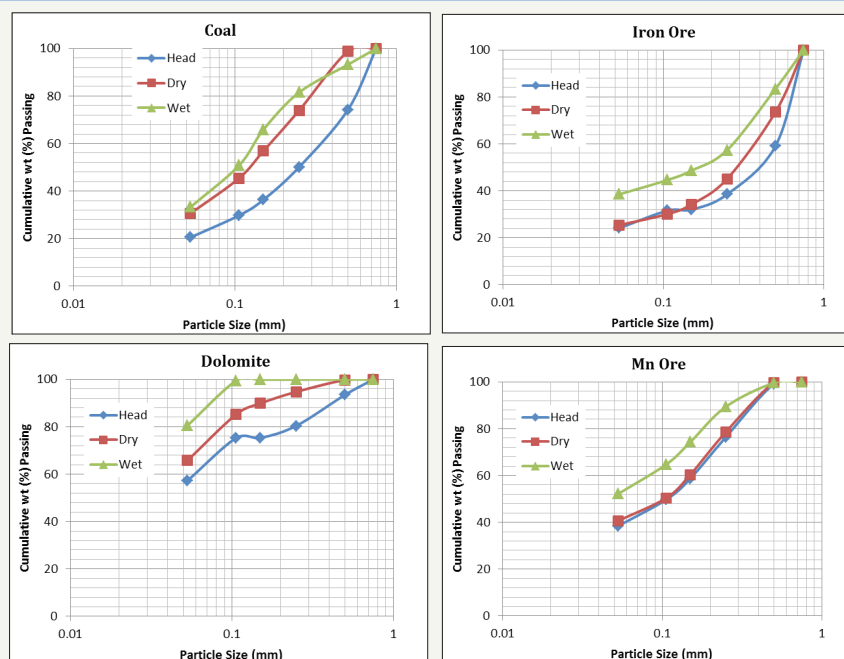 Coal
Cumulative wt (%) Passing
100
80
60
40
20
0
Head
Dry
Wet
0.01
0.1
1
Particle Size (mm)
Iron Ore
Cumulative wt (%) Passing
100
80
60
40
20
0
Head
Dry
Wet
0.01
0.1
1
Particle Size (mm)
Dolomite
Cumulative wt (%) Passing
100
80
60
40
20
0
Head
Dry
Wet
0.01
0.1
1
Particle Size (mm)
Mn Ore
Cumulative wt (%) Passing
100
80
60
40
20
0
Head
Dry
Wet
0.01
0.1
1
Particle Size (mm)